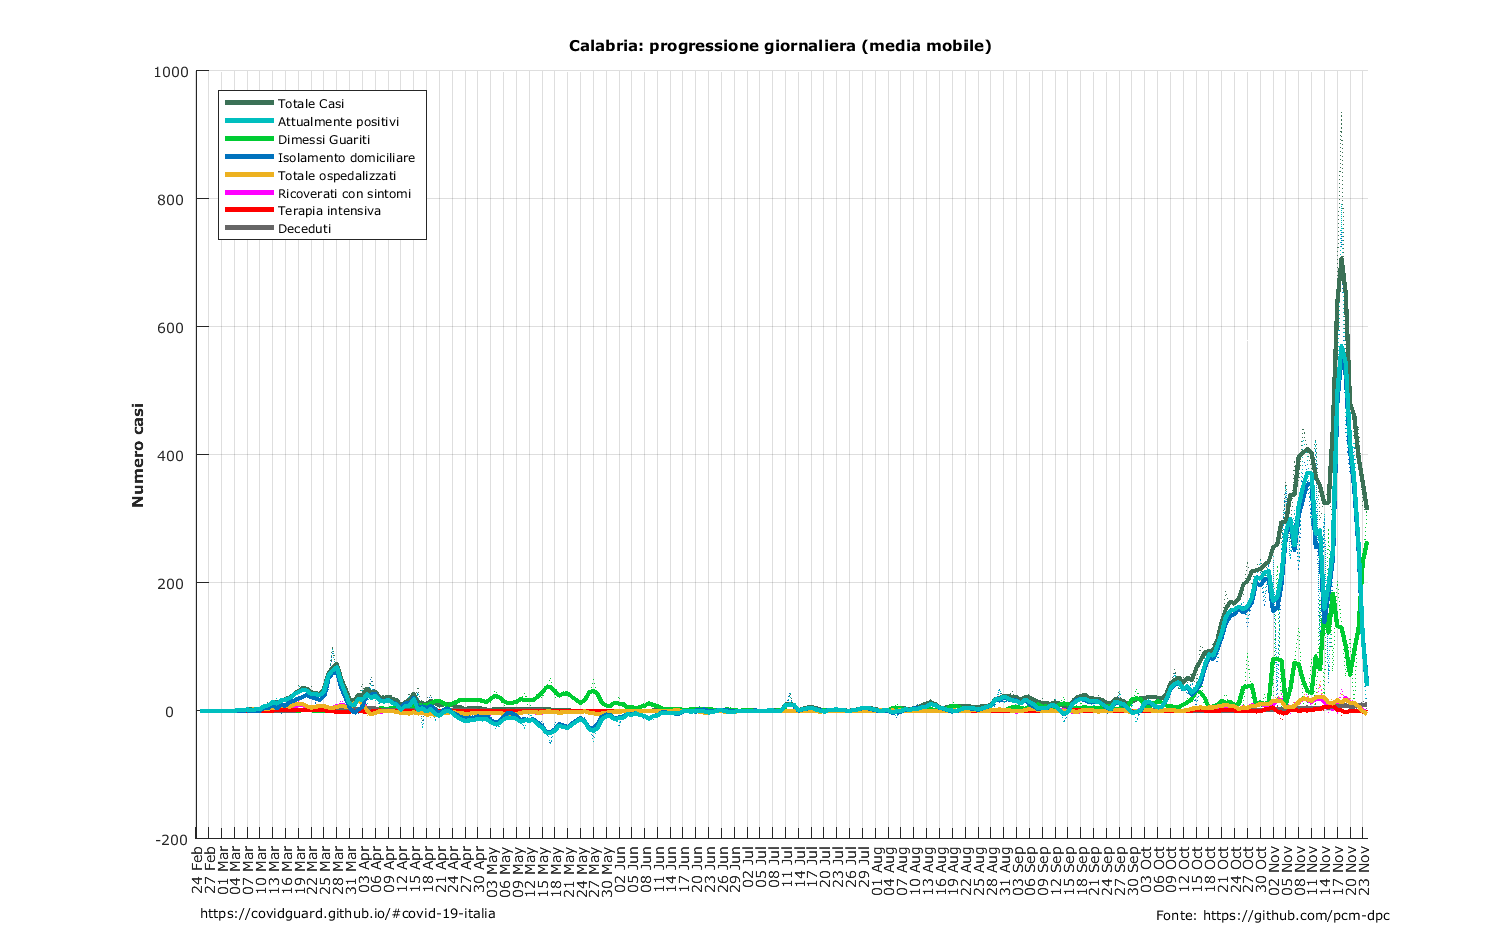 Calabria: progressione giornaliera (media mobile)
1000
800
600
400
200
0
-200
Numero casi
Totale Casi
Attualmente positivi
Dimessi Guariti
Isolamento domiciliare
Totale ospedalizzati
Ricoverati con sintomi
Terapia intensiva
Deceduti
24 Feb
27 Feb
01 Mar
04 Mar
07 Mar
10 Mar
13 Mar
16 Mar
19 Mar
22 Mar
25 Mar
28 Mar
31 Mar
03 Apr
06 Apr
09 Apr
12 Apr
15 Apr
18 Apr
21 Apr
24 Apr
27 Apr
30 Apr
03 May
06 May
09 May
12 May
15 May
18 May
21 May
24 May
27 May
30 May
02 Jun
05 Jun
08 Jun
11 Jun
14 Jun
17 Jun
20 Jun
23 Jun
26 Jun
29 Jun
02 Jul
05 Jul
08 Jul
11 Jul
14 Jul
17 Jul
20 Jul
23 Jul
26 Jul
29 Jul
01 Aug
04 Aug
07 Aug
10 Aug
13 Aug
16 Aug
19 Aug
22 Aug
25 Aug
28 Aug
31 Aug
03 Sep
06 Sep
09 Sep
12 Sep
15 Sep
18 Sep
21 Sep
24 Sep
27 Sep
30 Sep
03 Oct
06 Oct
09 Oct
12 Oct
15 Oct
18 Oct
21 Oct
24 Oct
27 Oct
30 Oct
02 Nov
05 Nov
08 Nov
11 Nov
14 Nov
17 Nov
20 Nov
23 Nov
https://covidguard.github.io/#covid-19-italia
Fonte: https://github.com/pcm-dpc